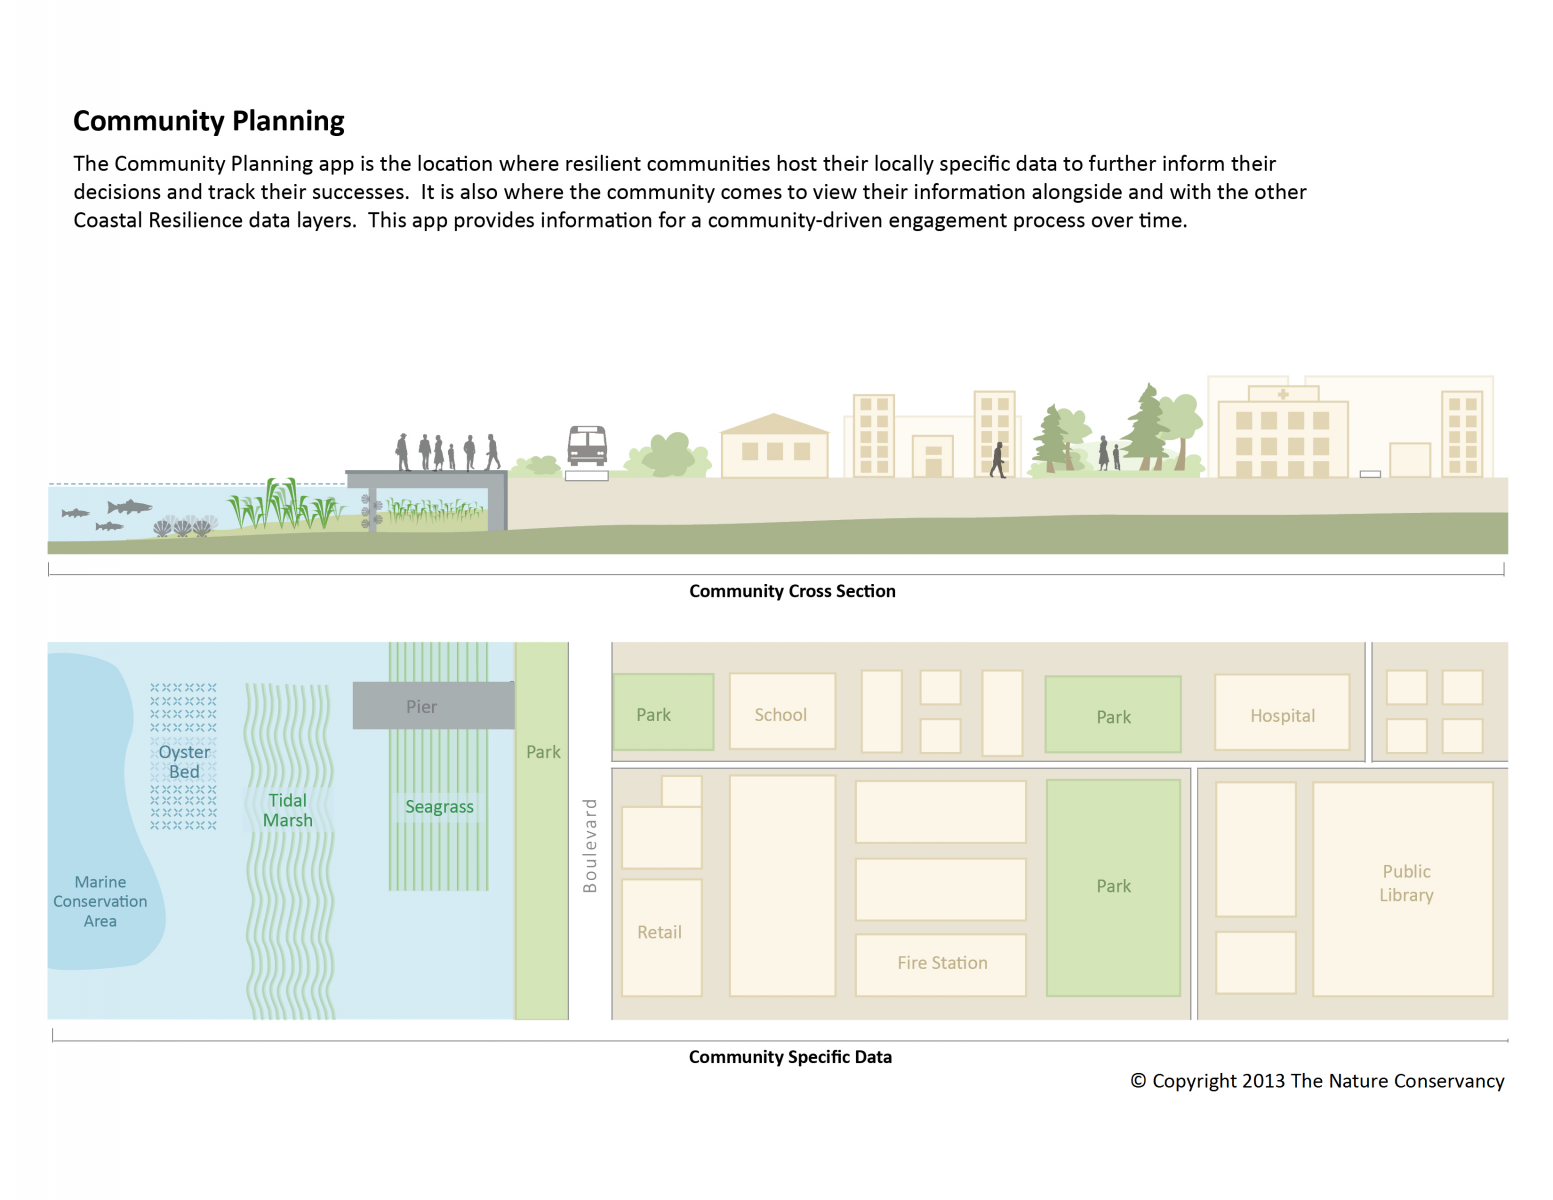 Community Planning
The Community Planning app is the location where resilient communities host their locally specific data to further inform their
decisions and track their successes.  It is also where the community comes to view their information alongside and with the other
Coastal Resilience data layers.  This app provides information for a community-driven engagement process over time.
Community Cross Section
Pier
Park
School
Park
Hospital
Oyster
Bed
Park
Tidal
Marsh
Seagrass
Boulevard
Marine
Conservation
Area
Retail
Fire Station
Park
Public
Library
Community Specific Data
© Copyright 2013 The Nature Conservancy